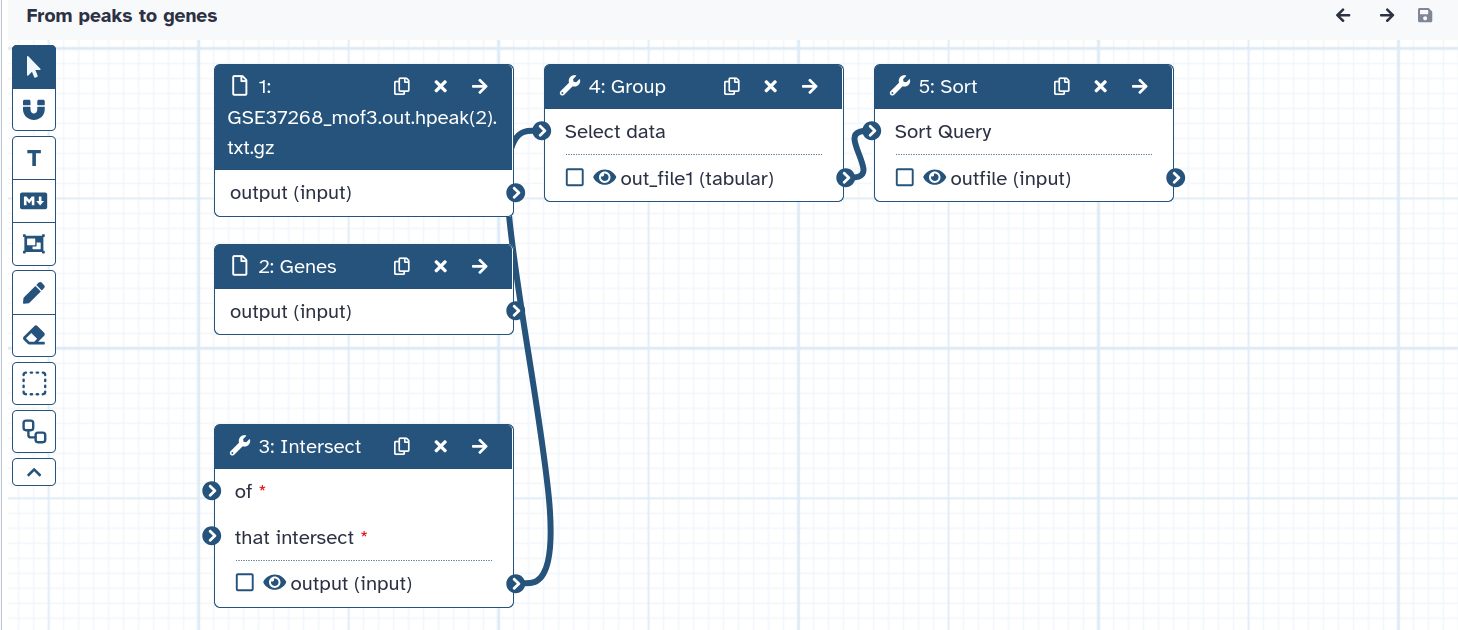 From peaks to genes
1:
GSE37268_mof3.out.hpeak(2).
txt.gz
output (input)
4: Group
Select data
out_file1 (tabular)
5: Sort
Sort Query
outfile (input)
T
M
2: Genes
output (input)
3: Intersect
of *
that intersect *
output (input)